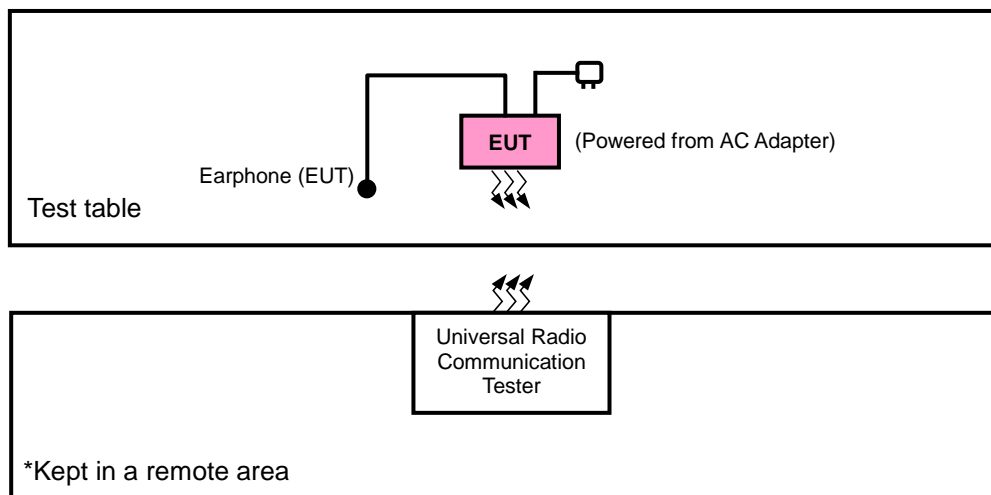 EUT
(Powered from AC Adapter)
Earphone (EUT)
Test table
Universal Radio
Communication
Tester
*Kept in a remote area